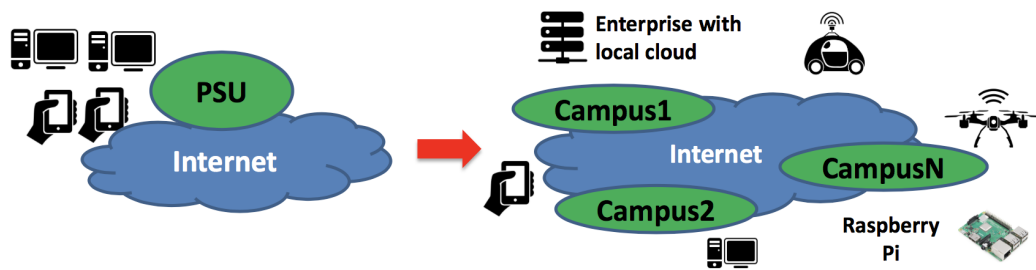 PSU
Internet
Enterprise with
local cloud
Campus1
Internet
CampusN
Campus2
Raspberry
Pi